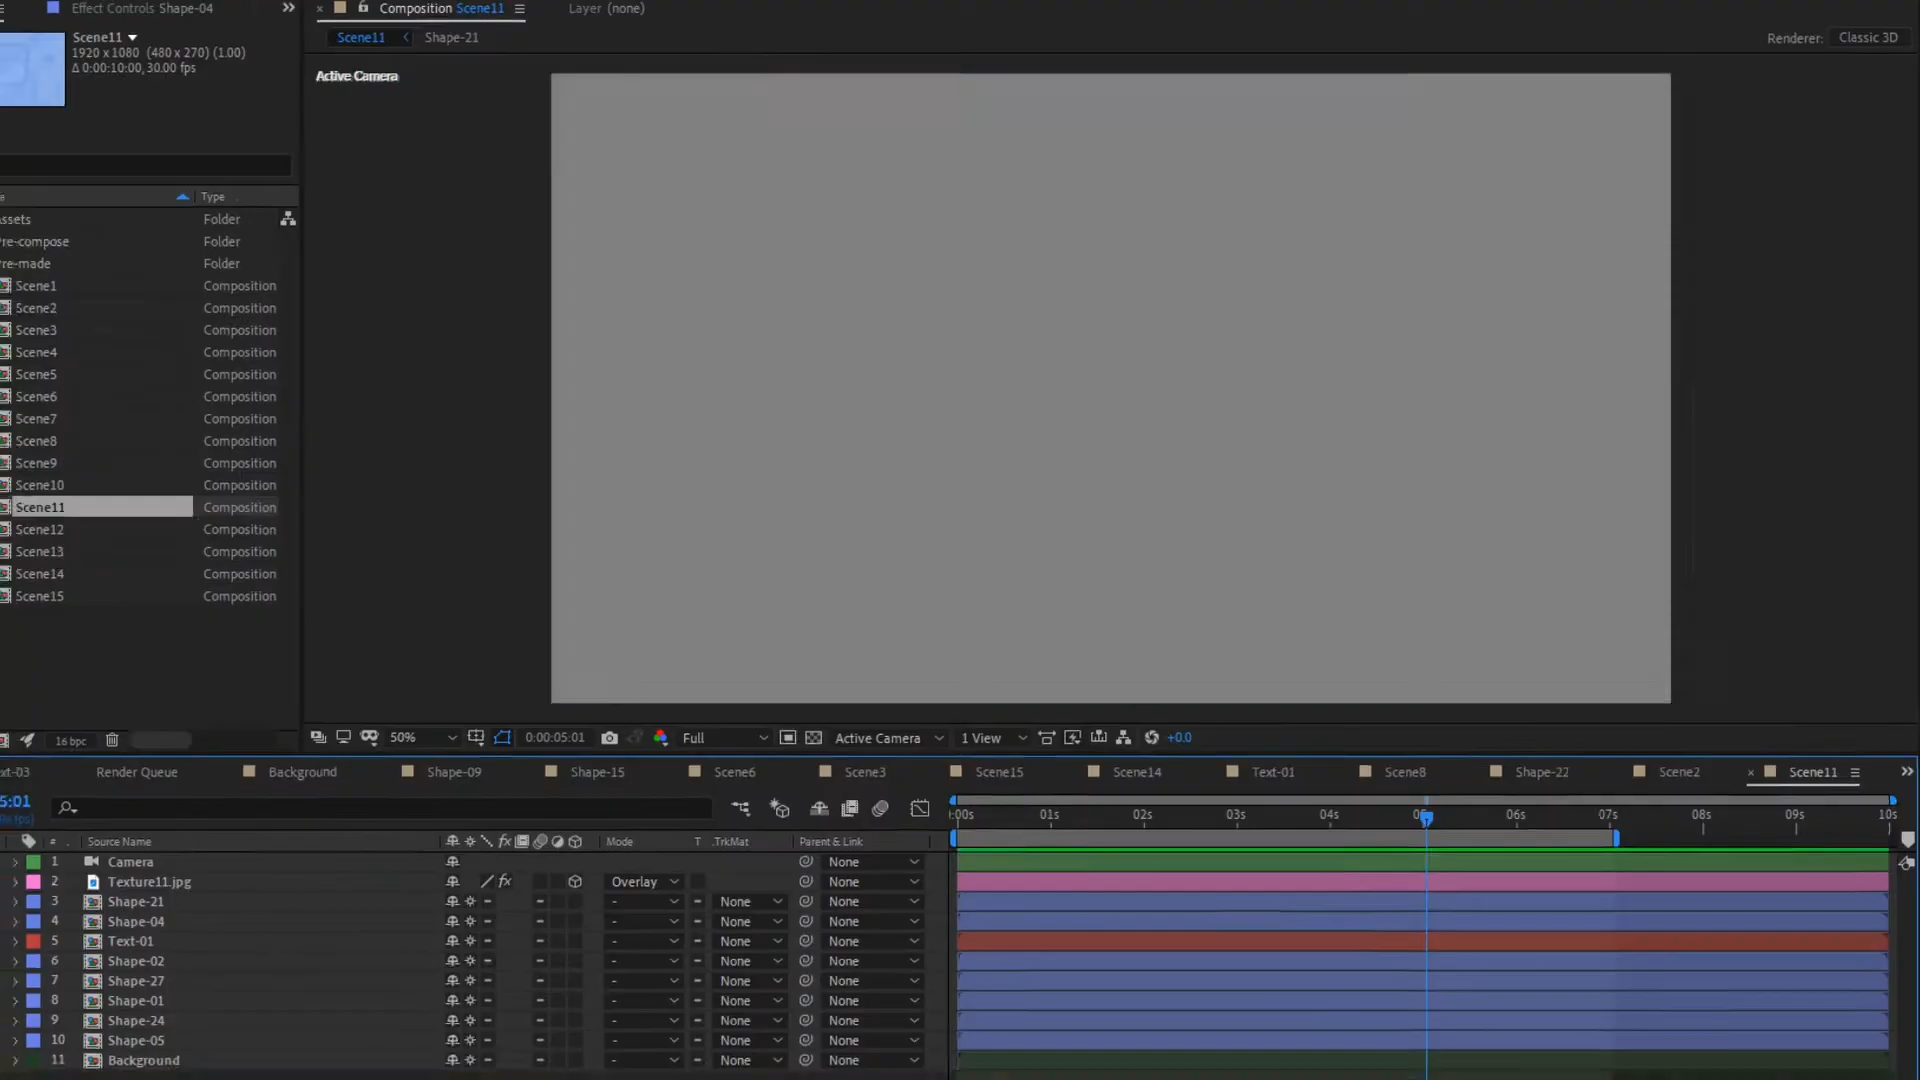 Effect Controls Shape-04
Composition Scene11
Layer (none)
Scene11
1920 x 1080 (480 x 270) (1.00)
Δ 0:00:10:00, 30.00 fps
Scene11 Shape-21
Renderer: Classic 3D
Active Camera
Type
ssets Folder
re-compose Folder
re-made Folder
Scene1 Composition
Scene2 Composition
Scene3 Composition
Scene4 Composition
Scene5 Composition
Scene6 Composition
Scene7 Composition
Scene8 Composition
Scene9 Composition
Scene10 Composition
Scene11 Composition
Scene12 Composition
Scene13 Composition
Scene14 Composition
Scene15 Composition
16 bpc
50% 0:00:05:01 Full Active Camera 1 View +0.0
xt-03 Render Queue Background Shape-09 Shape-15 Scene6 Scene3 Scene15 Scene14 Text-01 Scene8 Shape-22 Scene2 Scene11
5:01
:00s 01s 02s 03s 04s 06s 07s 08s 09s 10s
# Source Name fx Mode T .TrkMat Parent & Link
1 Camera None
2 Texture11.jpg fx Overlay None
3 Shape-21 - None None
4 Shape-04 - None None
5 Text-01 - None None
6 Shape-02 - None None
7 Shape-27 - None None
8 Shape-01 - None None
9 Shape-24 - None None
10 Shape-05 - None None
11 Background - None None